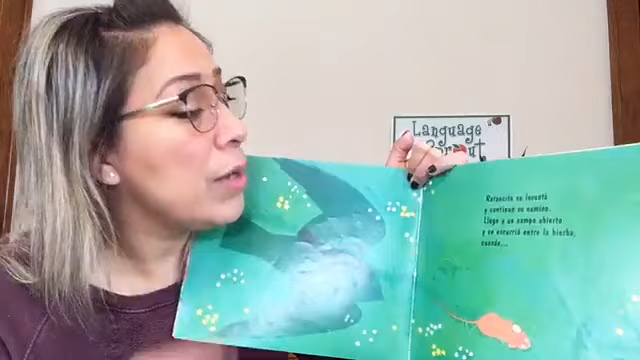 Language
Sprout
Ratoncito se levantó
y continuó su camino.
Llegó a un campo abierto
y se escurrió entre la hierba,
cuando...